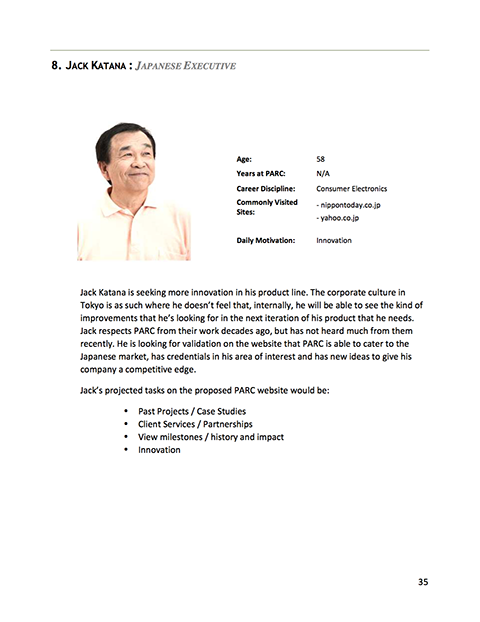 8. JACK KATANA : JAPANESE EXECUTIVE
Age: 58
Years at PARC: N/A
Career Discipline: Consumer Electronics
Commonly Visited Sites: - nippontoday.co.jp
- yahoo.co.jp
Daily Motivation: Innovation
Jack Katana is seeking more innovation in his product line. The corporate culture in
Tokyo is as such where he doesn't feel that, internally, he will be able to see the kind of
improvements that he's looking for in the next iteration of his product that he needs.
Jack respects PARC from their work decades ago, but has not heard much from them
recently. He is looking for validation on the website that PARC is able to cater to the
Japanese market, has credentials in his area of interest and has new ideas to give his
company a competitive edge.
Jack's projected tasks on the proposed PARC website would be:
• Past Projects / Case Studies
• Client Services / Partnerships
• View milestones / history and impact
• Innovation
35